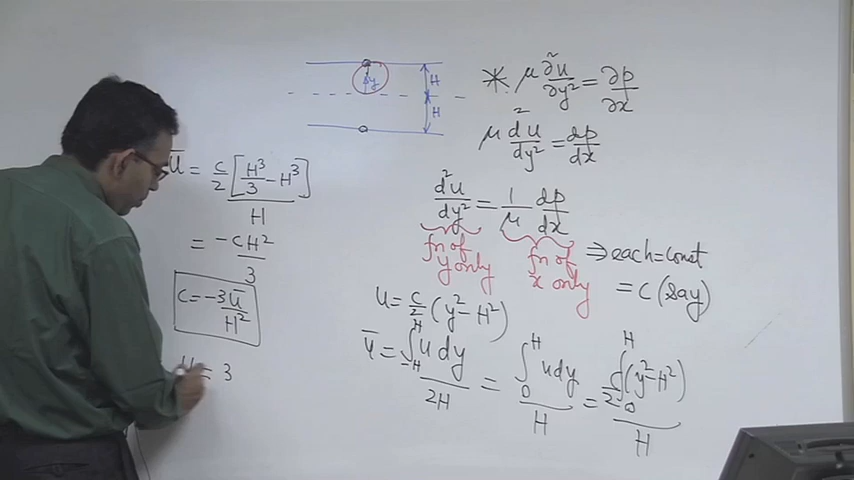 H
y
H
* μ ∂²u/∂y² = ∂p/∂x
μ d²u/dy² = dp/dx
d²u/dy² = 1/μ dp/dx
fn of y only
fn of x only
⇒ each = const
= c (say)
u = c/2 (y² - H²)
ū = ∫_{-H}^{H} u dy / 2H = ∫_0^H u dy / H = c/2 ∫_0^H (y² - H²) / H
ū = c/2 [H³/3 - H³] / H
= -cH²/3
c = -3ū/H²
u = 3